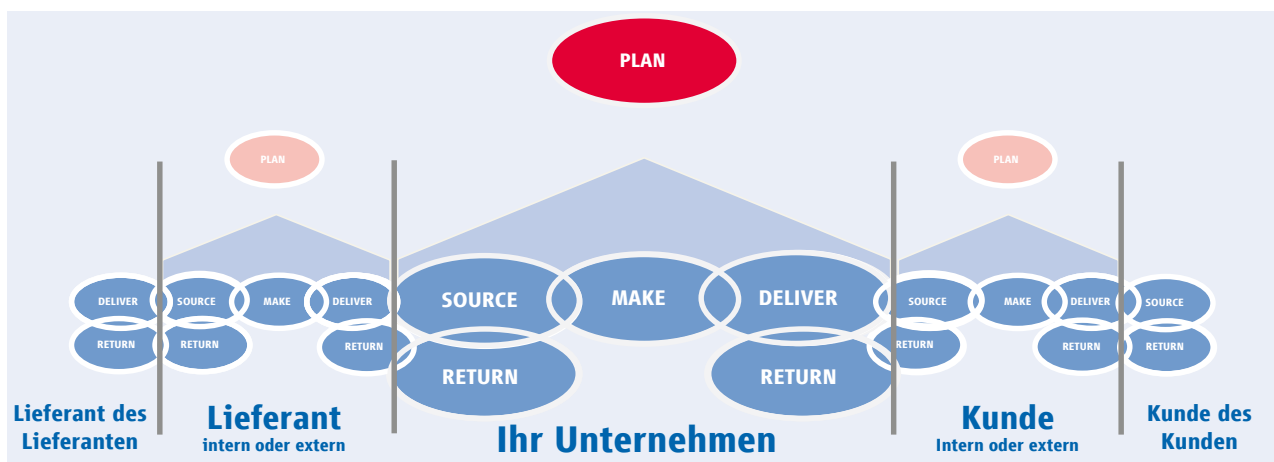 PLAN
PLAN
PLAN
DELIVER
SOURCE
MAKE
DELIVER
SOURCE
MAKE
DELIVER
SOURCE
MAKE
DELIVER
SOURCE
RETURN
RETURN
RETURN
RETURN
RETURN
RETURN
RETURN
RETURN
Lieferant des
Lieferanten
Lieferant
intern oder extern
Ihr Unternehmen
Kunde
Intern oder extern
Kunde des
Kunden